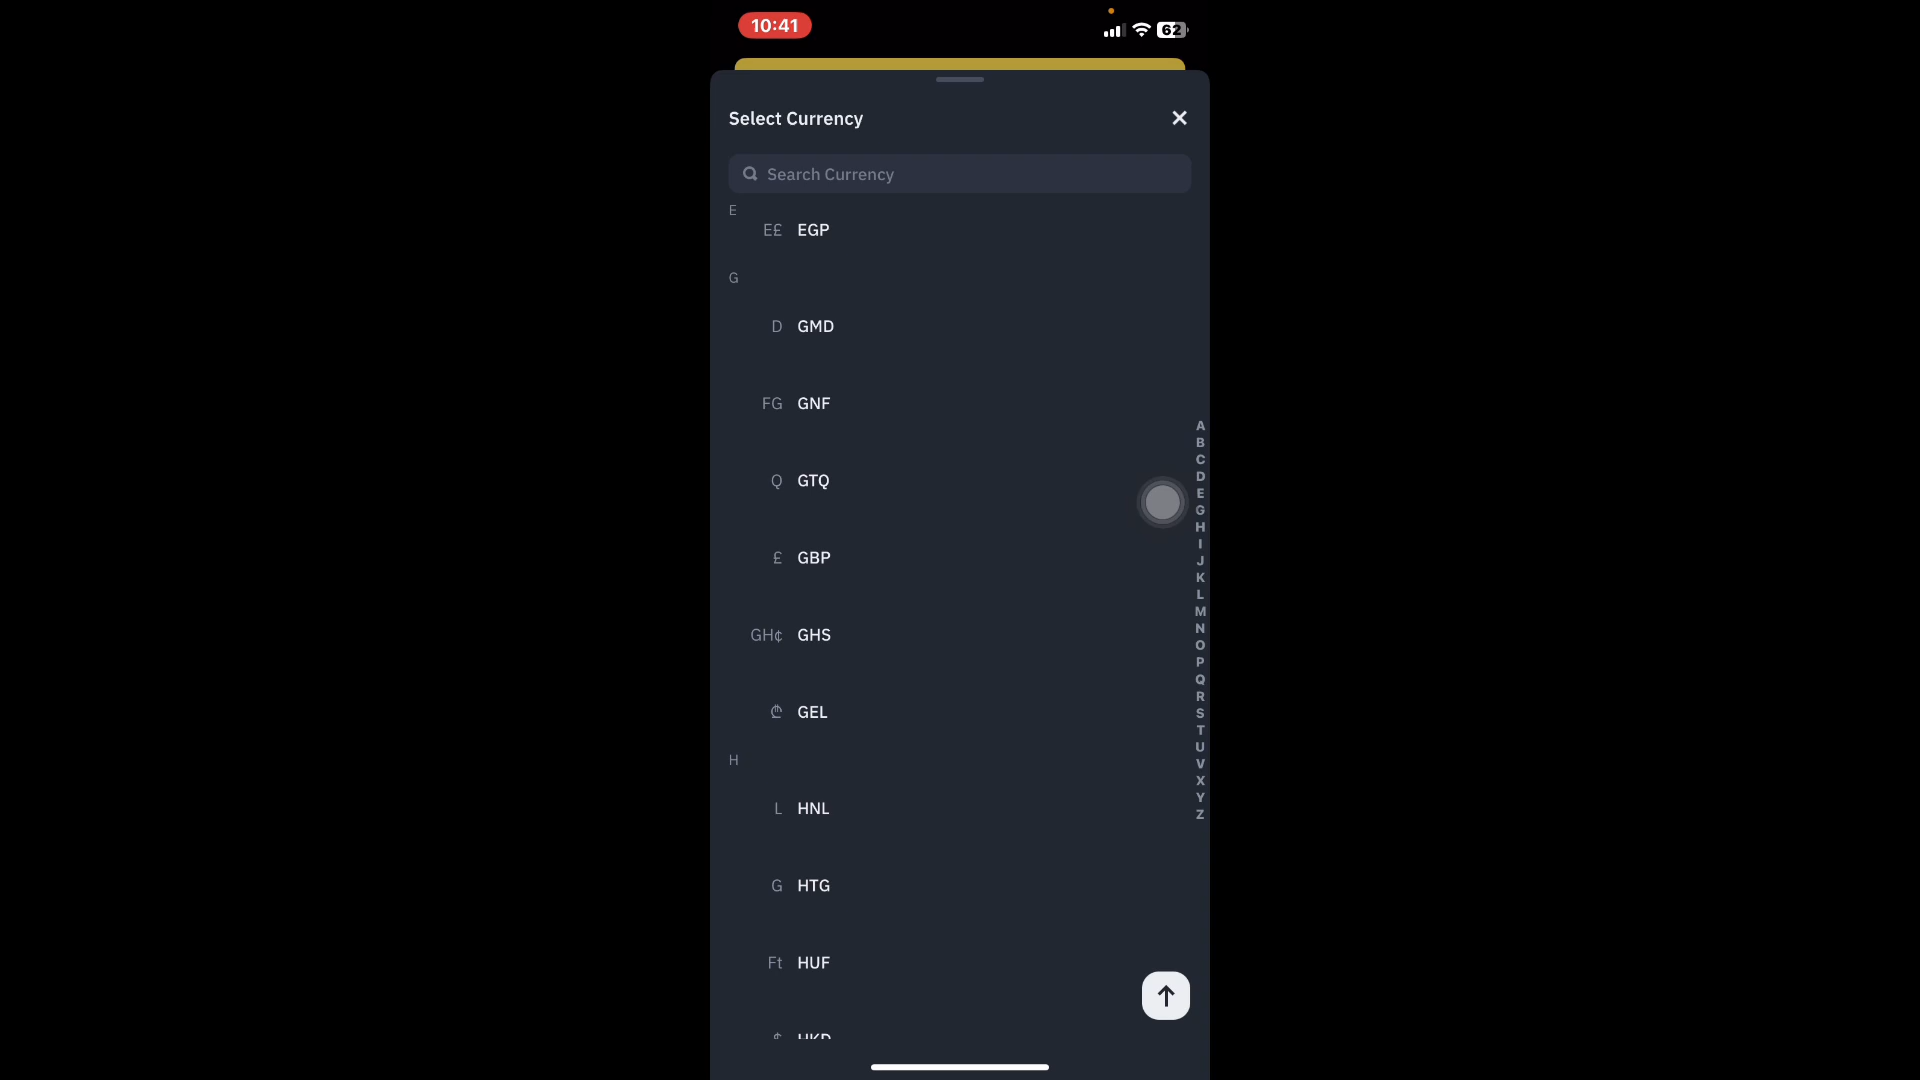 10:41
62
Select Currency
Search Currency
E
E£ EGP
G
D GMD
FG GNF
Q GTQ
£ GBP
GH¢ GHS
₾ GEL
H
L HNL
G HTG
Ft HUF
$ HKD
A
B
C
D
E
G
H
I
J
K
L
M
N
O
P
Q
R
S
T
U
V
X
Y
Z